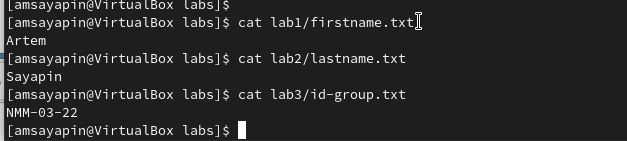 [amsayapin@VirtualBox labs]$
[amsayapin@VirtualBox labs]$ cat lab1/firstname.txt
Artem
[amsayapin@VirtualBox labs]$ cat lab2/lastname.txt
Sayapin
[amsayapin@VirtualBox labs]$ cat lab3/id-group.txt
NMM-03-22
[amsayapin@VirtualBox labs]$